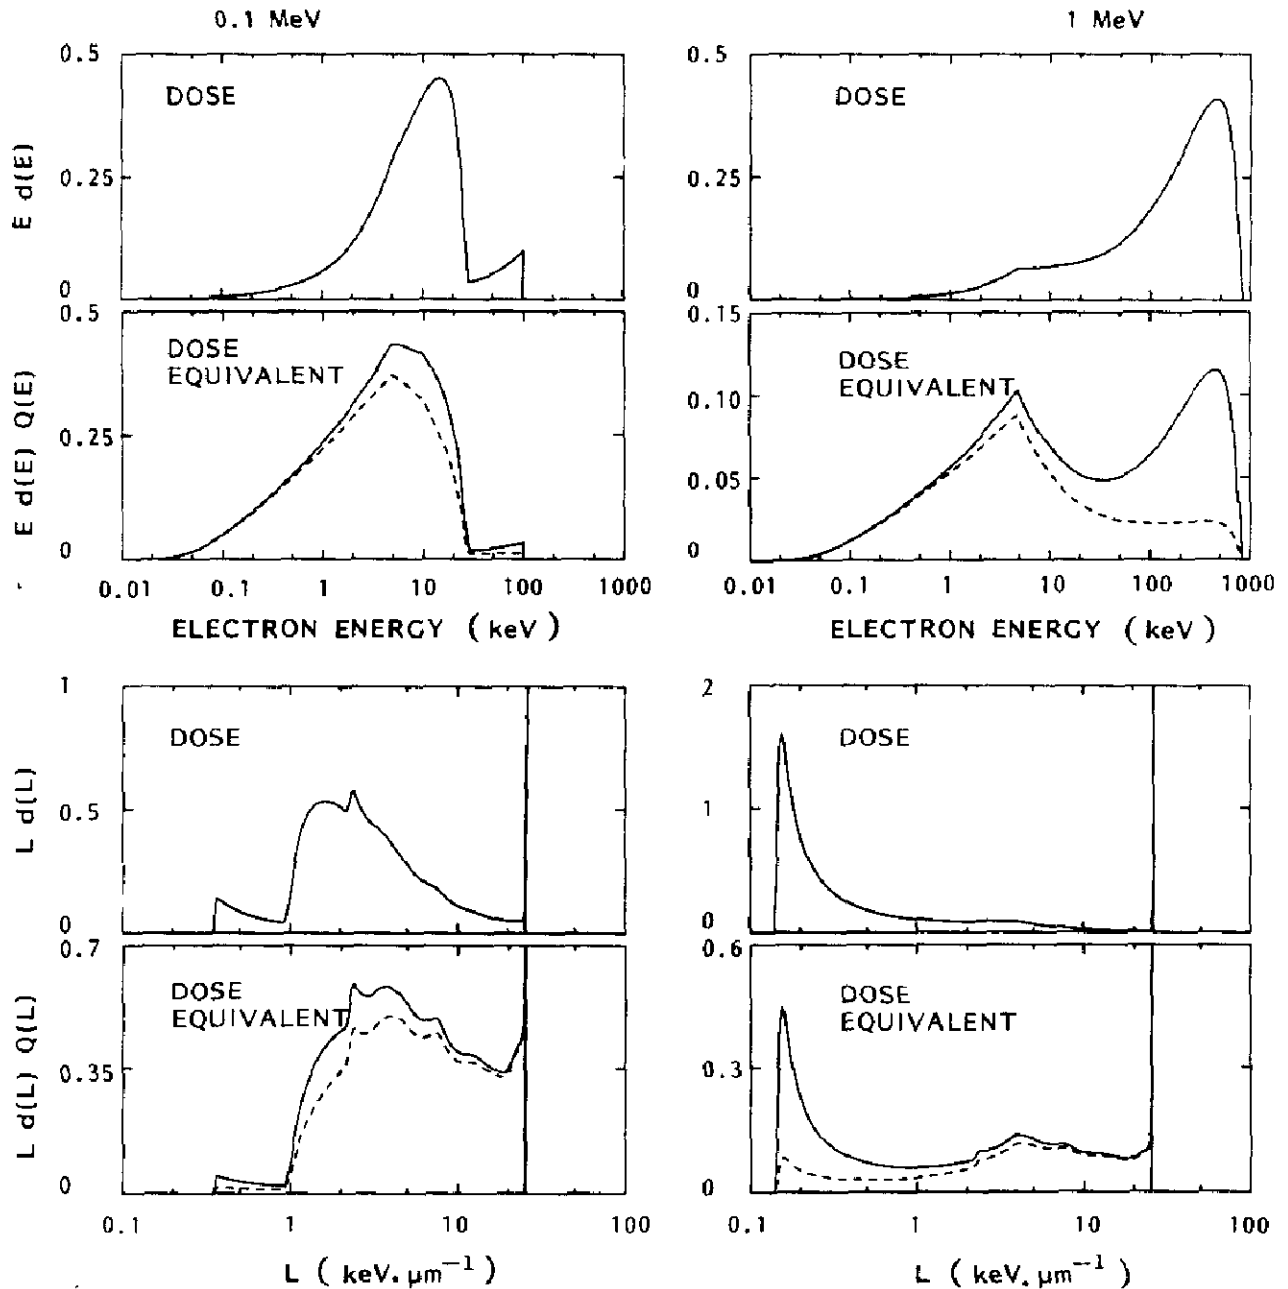 0.1 MeV
1 MeV
0.5
DOSE
0.25
0
E d(E)
0.5
DOSE
0.25
0
0.5
DOSE
EQUIVALENT
0.25
0
E d(E) Q(E)
0.15
DOSE
EQUIVALENT
0.10
0.05
0
0.01 0.1 1 10 100 1000
0.01 0.1 1 10 100 1000
ELECTRON ENERGY (keV)
ELECTRON ENERGY (keV)
1
DOSE
0.5
0
L d(L)
2
DOSE
1
0
0.7
DOSE
EQUIVALENT
0.35
0
L d(L) Q(L)
0.6
DOSE
EQUIVALENT
0.3
0
0.1 1 10 100
0.1 1 10 100
L (keV.μm⁻¹)
L (keV.μm⁻¹)